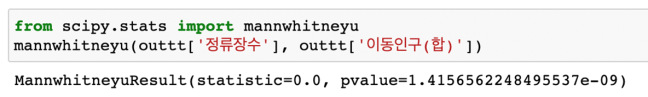 from scipy.stats import mannwhitneyu
mannwhitneyu(outtt['정류장수'], outtt['이동인구(합)'])
MannwhitneyuResult(statistic=0.0, pvalue=1.4156562248495537e-09)